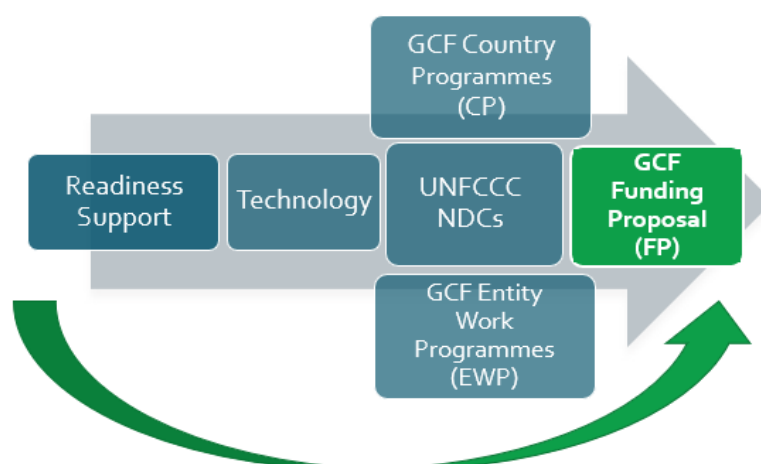 GCF Country
Programmes
(CP)
Readiness
Support
Technology
UNFCCC
NDCs
GCF
Funding
Proposal
(FP)
GCF Entity
Work
Programmes
(EWP)